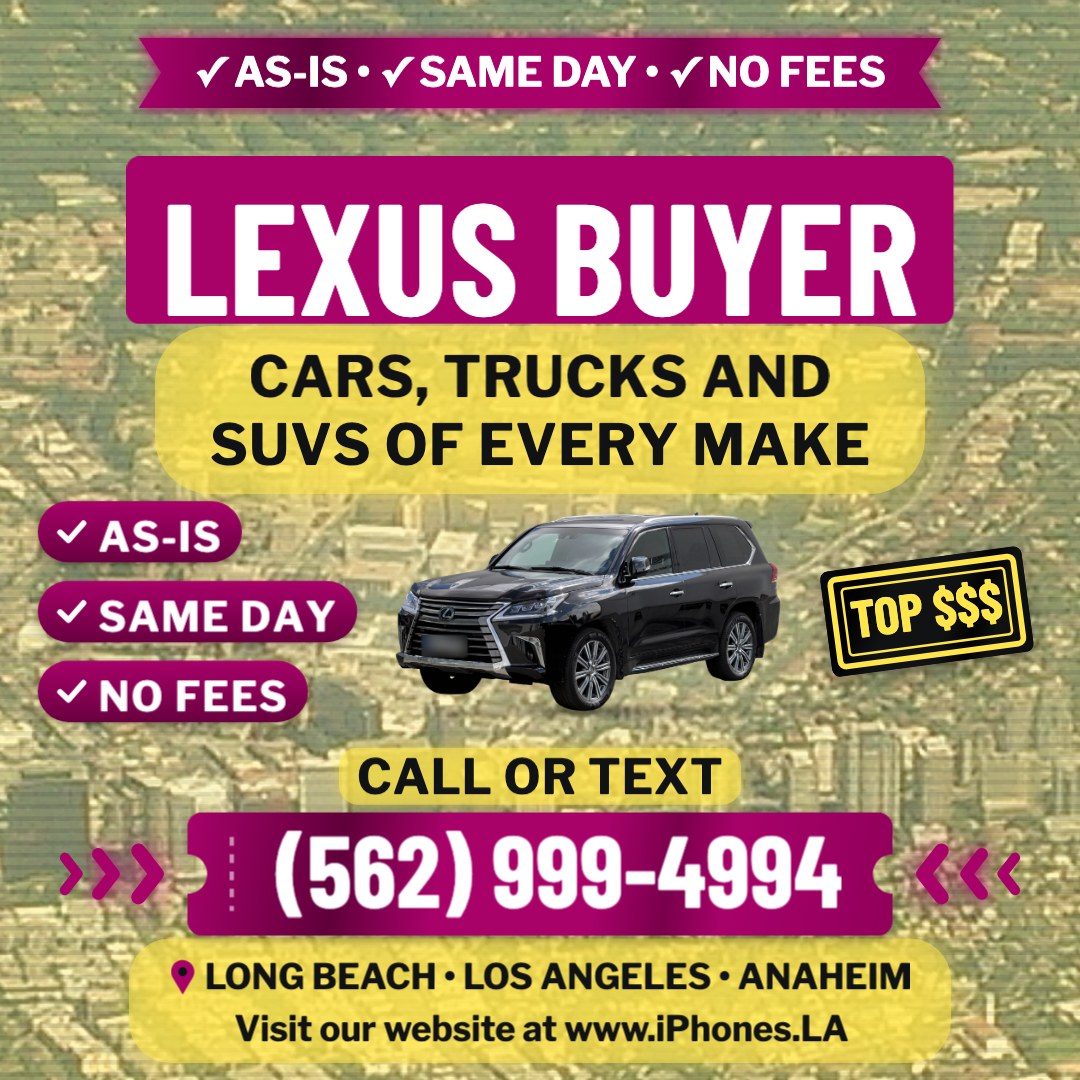 ✓AS-IS • ✓SAME DAY • ✓NO FEES
LEXUS BUYER
CARS, TRUCKS AND
SUVS OF EVERY MAKE
✓ AS-IS
✓ SAME DAY
✓ NO FEES
TOP $$$
CALL OR TEXT
(562) 999-4994
LONG BEACH • LOS ANGELES • ANAHEIM
Visit our website at www.iPhones.LA